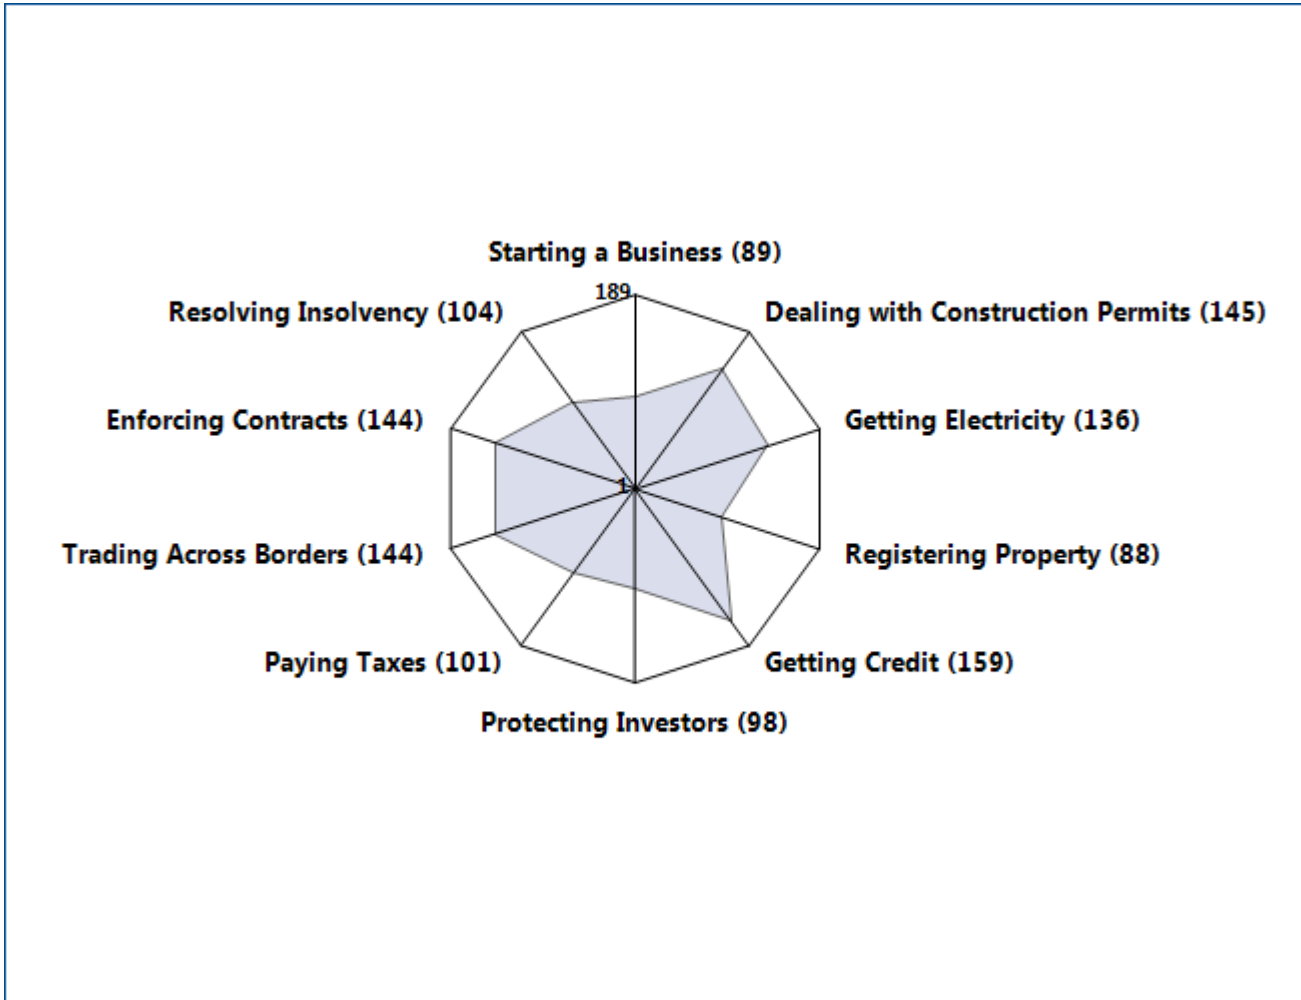 Starting a Business (89)
189
Resolving Insolvency (104)
Dealing with Construction Permits (145)
Enforcing Contracts (144)
Getting Electricity (136)
1
Trading Across Borders (144)
Registering Property (88)
Paying Taxes (101)
Getting Credit (159)
Protecting Investors (98)